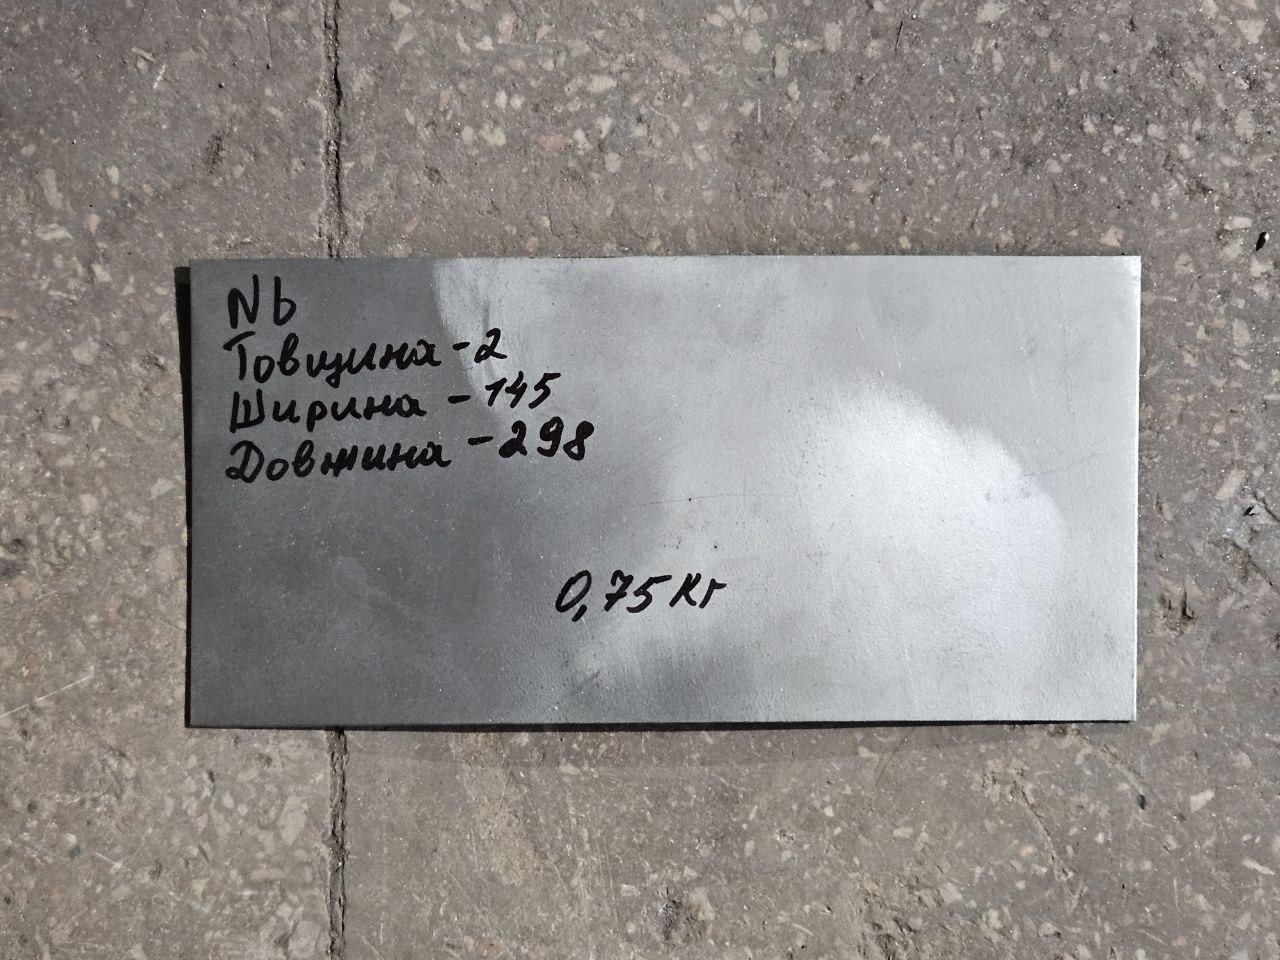 Nb
Товщина - 2
Ширина - 145
Довжина - 298
0,75 кг